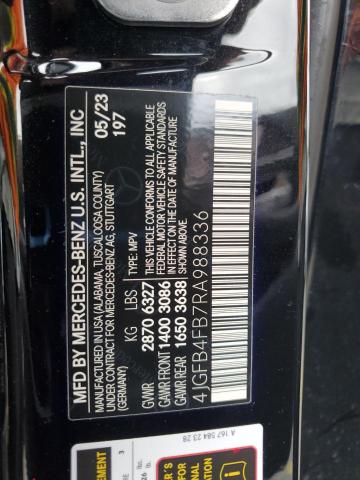 MFD BY MERCEDES-BENZ U.S. INTL., INC
MANUFACTURED IN USA (ALABAMA, TUSCALOOSA COUNTY)
UNDER CONTRACT FOR MERCEDES-BENZ AG, STUTTGART
(GERMANY)
05/23
197
TYPE: MPV
KG LBS
GVWR 2870 6327
GAWR FRONT 1400 3086
GAWR REAR 1650 3638
THIS VEHICLE CONFORMS TO ALL APPLICABLE
FEDERAL MOTOR VEHICLE SAFETY STANDARDS
IN EFFECT ON THE DATE OF MANUFACTURE
SHOWN ABOVE.
4JGFB4FB7RA988336
A 167 584 23 28
3